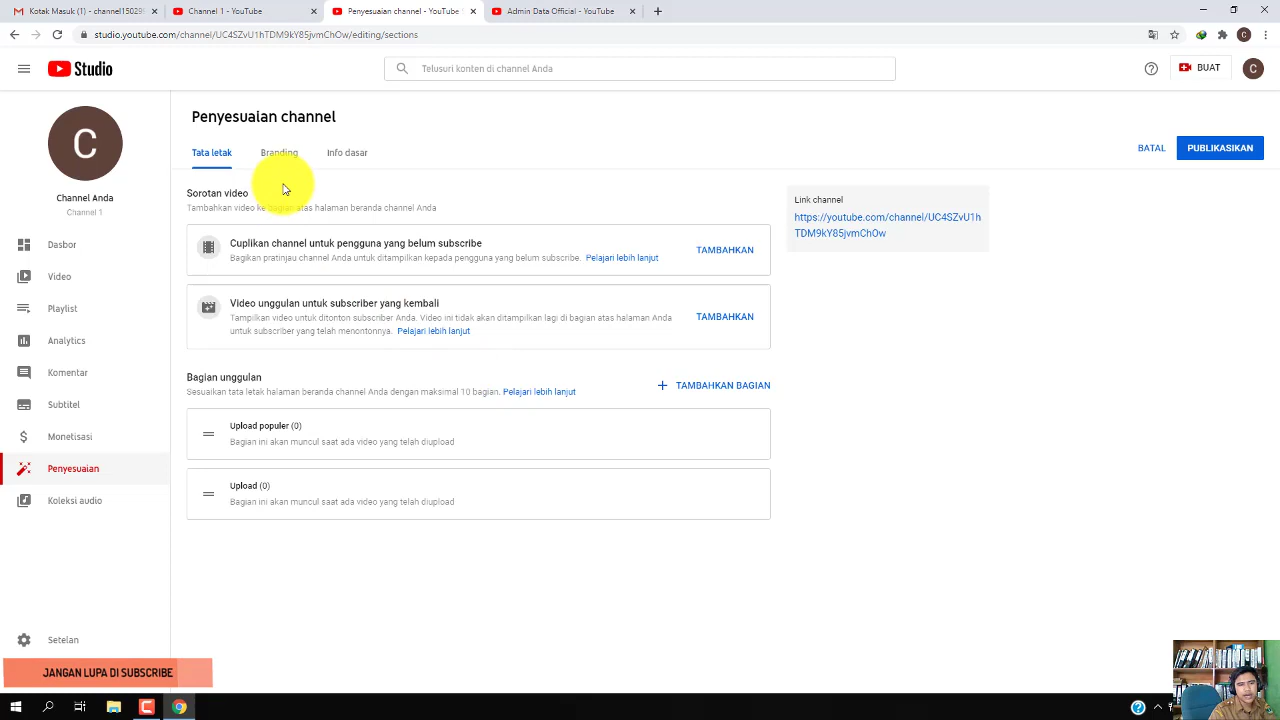 Kotak Masuk - channel15029
Channel 1 - YouTube
Penyesuaian channel - YouTube
Admin Data Official - YouTube
studio.youtube.com/channel/UC4SZvU1hTDM9kY85jvmChOw/editing/sections
C
Studio
Telusuri konten di channel Anda
BUAT
C
C
Channel Anda
Channel 1
Dasbor
Video
Playlist
Analytics
Komentar
Subtitel
Monetisasi
Penyesuaian
Koleksi audio
Setelan
Penyesuaian channel
Tata letak
Branding
Info dasar
BATAL
PUBLIKASIKAN
Sorotan video
Tambahkan video ke bagian atas halaman beranda channel Anda
Cuplikan channel untuk pengguna yang belum subscribe
Bagikan pratinjau channel Anda untuk ditampilkan kepada pengguna yang belum subscribe. Pelajari lebih lanjut
TAMBAHKAN
Video unggulan untuk subscriber yang kembali
Tampilkan video untuk ditonton subscriber Anda. Video ini tidak akan ditampilkan lagi di bagian atas halaman Anda
untuk subscriber yang telah menontonnya. Pelajari lebih lanjut
TAMBAHKAN
Bagian unggulan
Sesuaikan tata letak halaman beranda channel Anda dengan maksimal 10 bagian. Pelajari lebih lanjut
TAMBAHKAN BAGIAN
Upload populer (0)
Bagian ini akan muncul saat ada video yang telah diupload
Upload (0)
Bagian ini akan muncul saat ada video yang telah diupload
Link channel
https://youtube.com/channel/UC4SZvU1h
TDM9kY85jvmChOw
JANGAN LUPA DI SUBSCRIBE